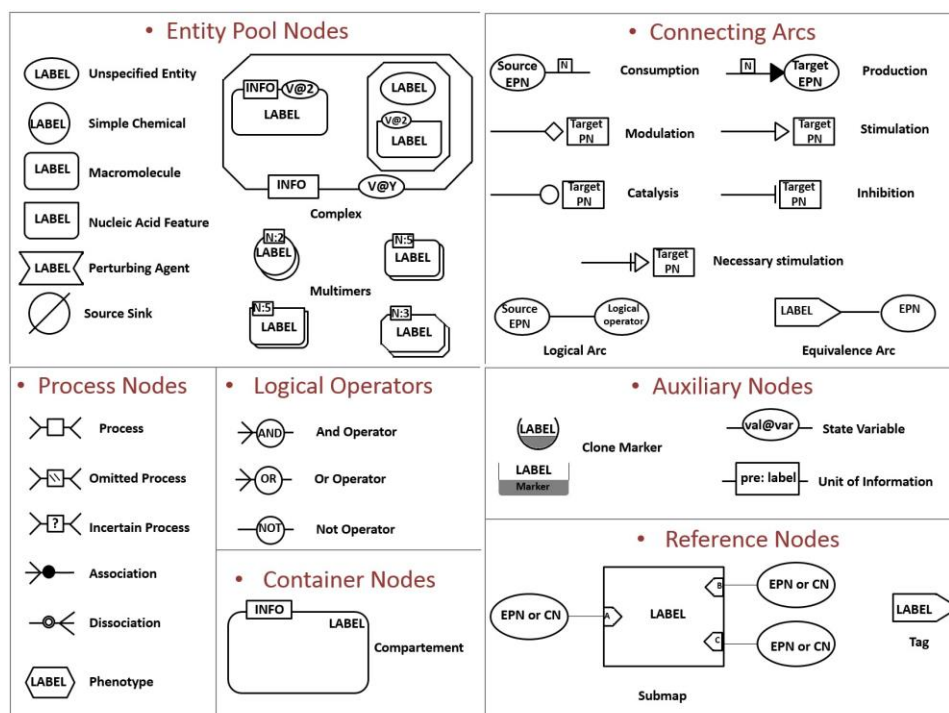 • Entity Pool Nodes
LABEL Unspecified Entity
LABEL Simple Chemical
LABEL Macromolecule
LABEL Nucleic Acid Feature
LABEL Perturbing Agent
Source Sink
INFO V@2
LABEL
LABEL
V@2
LABEL
INFO V@Y
Complex
N:2
LABEL
N:5
LABEL
Multimers
N:5
LABEL
N:3
LABEL
• Connecting Arcs
Source EPN N Consumption
N Target EPN Production
Target PN Modulation
Target PN Stimulation
Target PN Catalysis
Target PN Inhibition
Target PN Necessary stimulation
Source EPN Logical operator
Logical Arc
LABEL EPN
Equivalence Arc
• Process Nodes
Process
Omitted Process
? Incertain Process
Association
Dissociation
LABEL Phenotype
• Logical Operators
AND And Operator
OR Or Operator
NOT Not Operator
• Container Nodes
INFO
LABEL
Compartement
• Auxiliary Nodes
LABEL
Clone Marker
LABEL
Marker
val@var State Variable
pre: label Unit of Information
• Reference Nodes
EPN or CN A LABEL B EPN or CN
C EPN or CN
Submap
LABEL
Tag